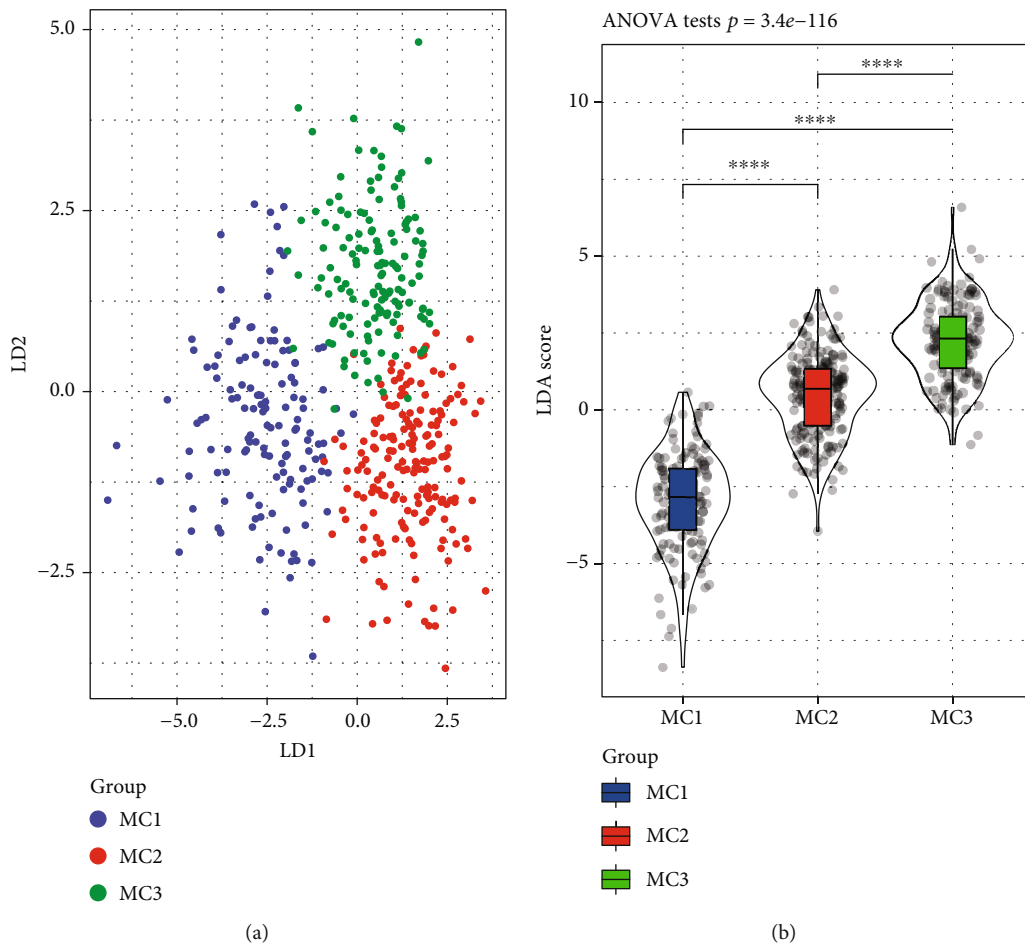 5.0
2.5
0.0
−2.5
LD2
−5.0
−2.5
0.0
2.5
LD1
Group
MC1
MC2
MC3
(a)
ANOVA tests p = 3.4e−116
****
****
****
10
5
0
−5
LDA score
MC1
MC2
MC3
Group
MC1
MC2
MC3
(b)